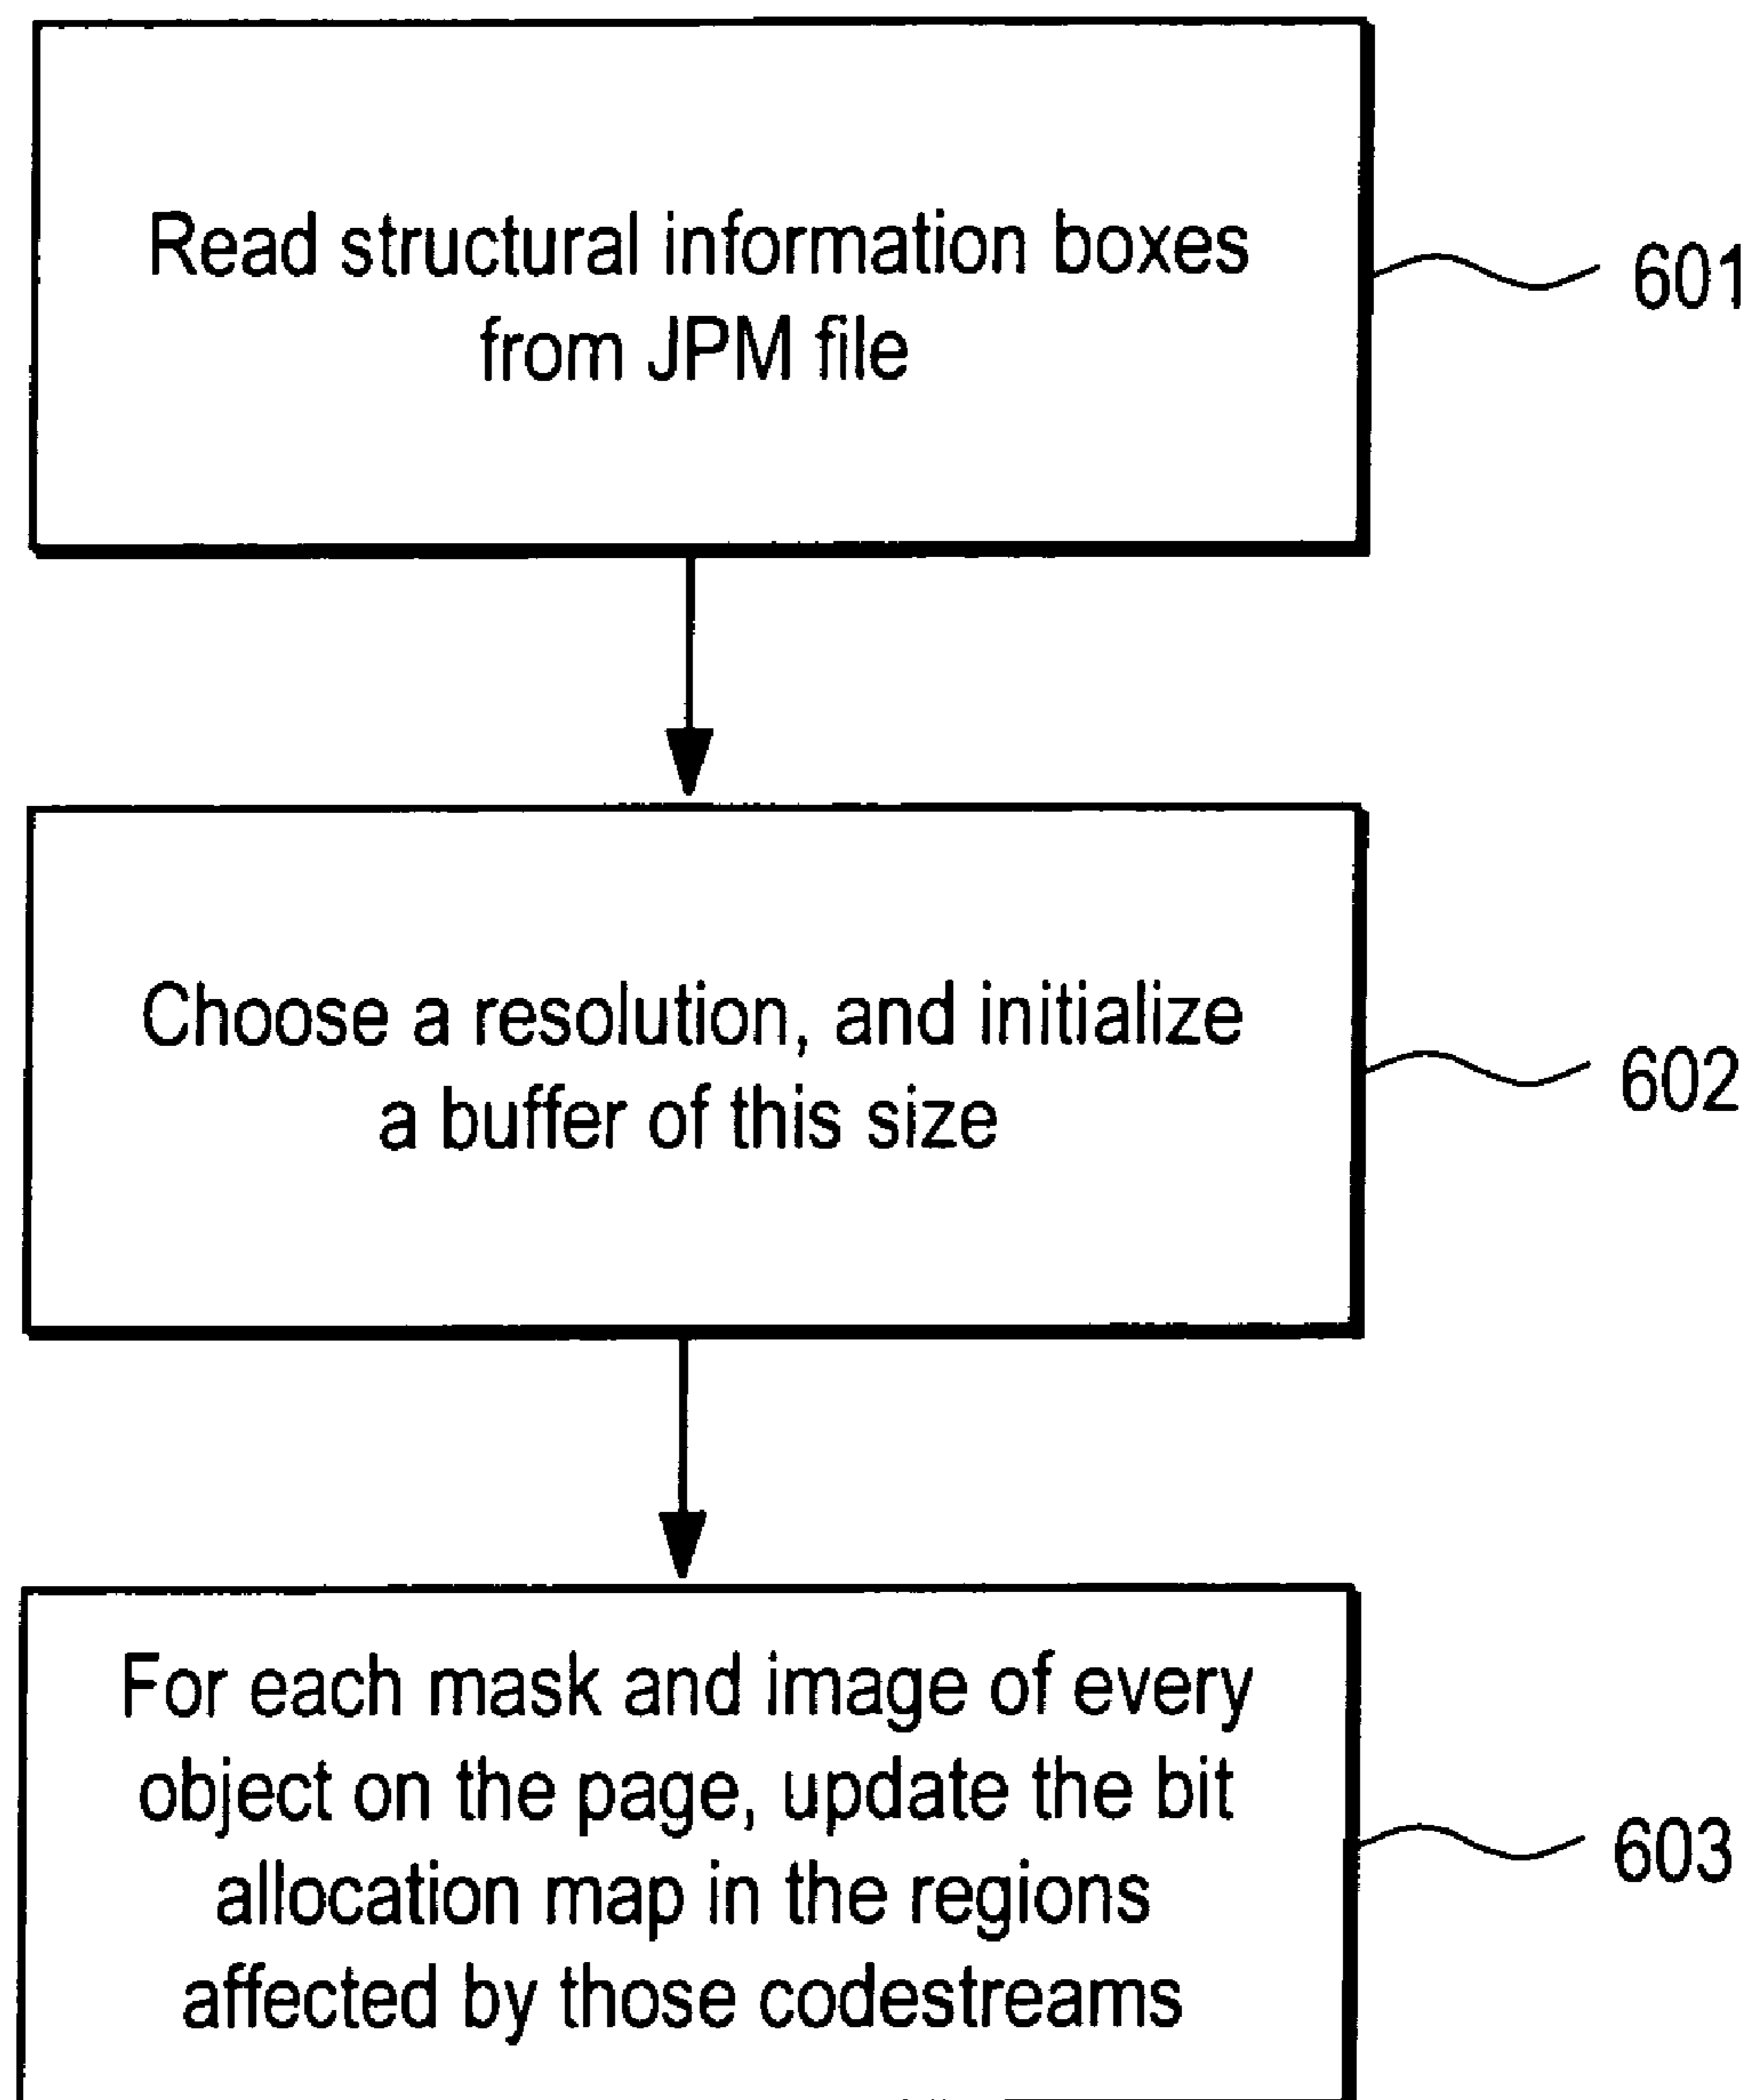 Read structural information boxes
from JPM file
601
Choose a resolution, and initialize
a buffer of this size
602
For each mask and image of every
object on the page, update the bit
allocation map in the regions
affected by those codestreams
603